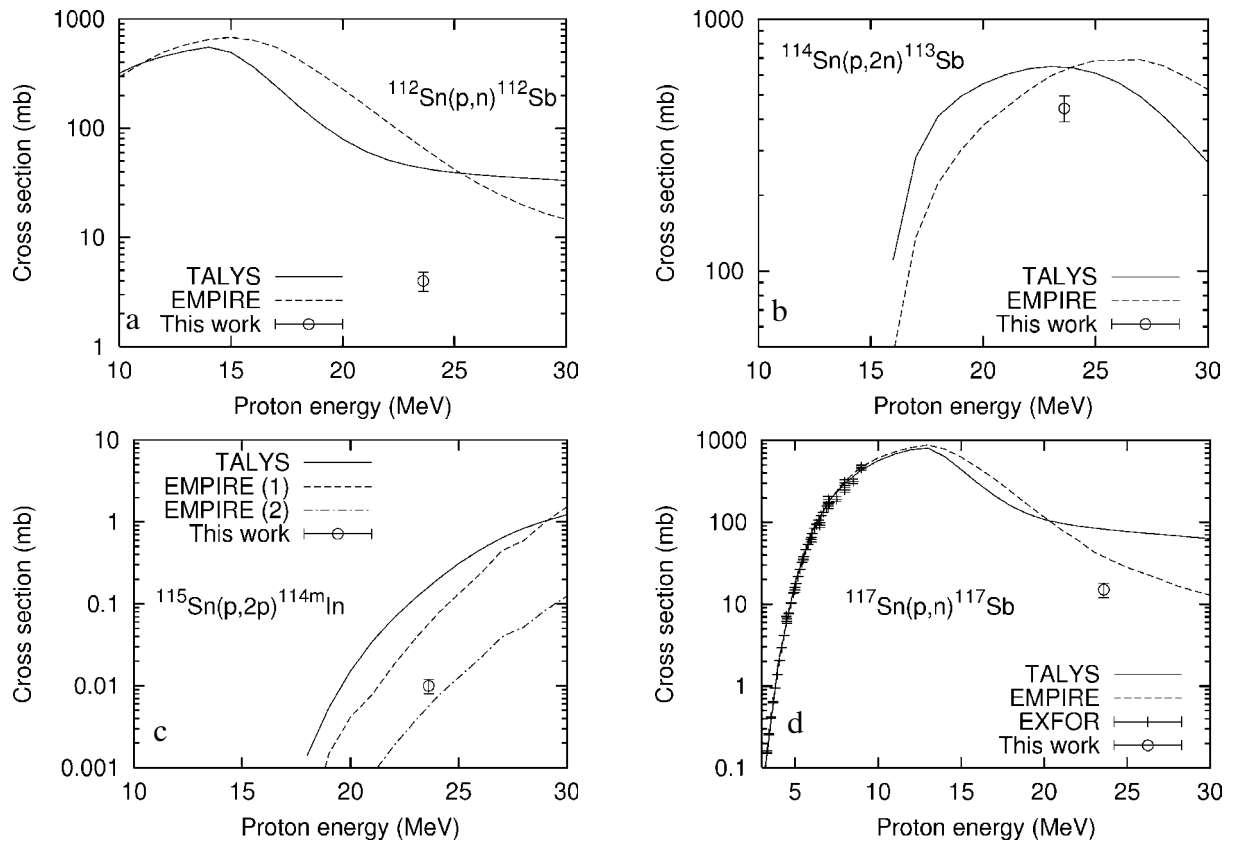 1000
100
10
1
Cross section (mb)
¹¹²Sn(p,n)¹¹²Sb
TALYS
EMPIRE
This work
a
10 15 20 25 30
Proton energy (MeV)
1000
100
Cross section (mb)
¹¹⁴Sn(p,2n)¹¹³Sb
TALYS
EMPIRE
This work
b
10 15 20 25 30
Proton energy (MeV)
10
1
0.1
0.01
0.001
Cross section (mb)
TALYS
EMPIRE (1)
EMPIRE (2)
This work
¹¹⁵Sn(p,2p)¹¹⁴ᵐIn
c
10 15 20 25 30
Proton energy (MeV)
1000
100
10
1
0.1
Cross section (mb)
¹¹⁷Sn(p,n)¹¹⁷Sb
TALYS
EMPIRE
EXFOR
This work
d
5 10 15 20 25 30
Proton energy (MeV)